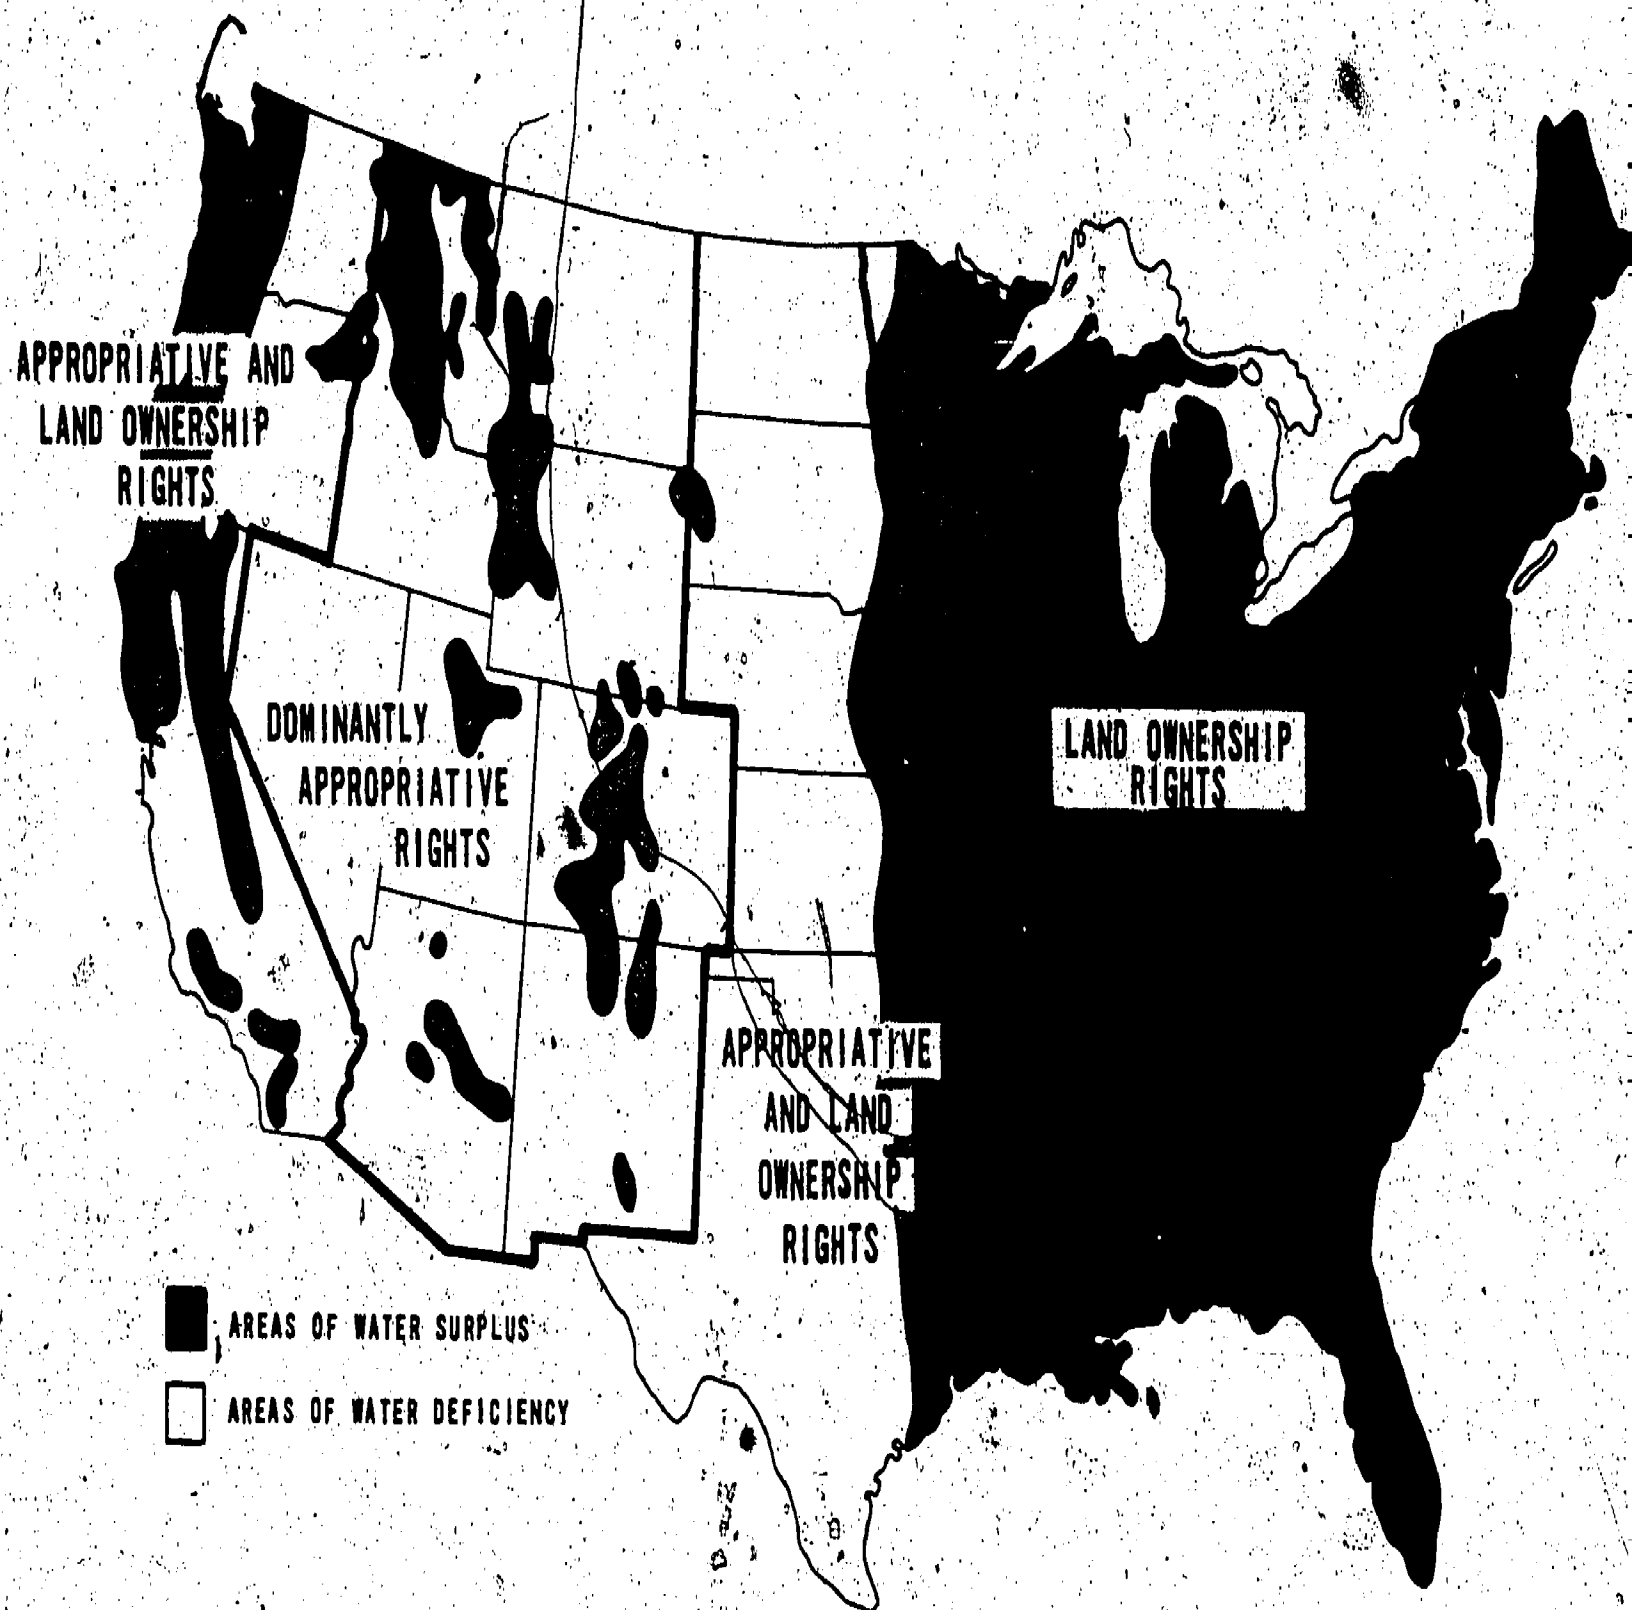 APPROPRIATIVE AND
LAND OWNERSHIP
RIGHTS
DOMINANTLY
APPROPRIATIVE
RIGHTS
LAND OWNERSHIP
RIGHTS
APPROPRIATIVE
AND LAND
OWNERSHIP
RIGHTS
AREAS OF WATER SURPLUS
AREAS OF WATER DEFICIENCY